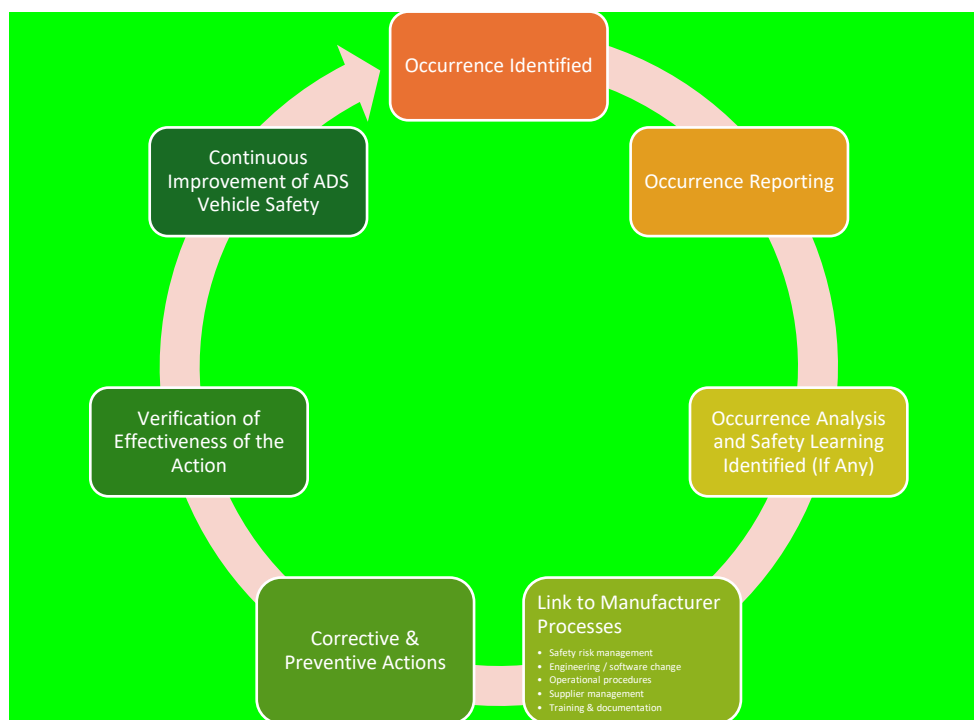 Occurrence Identified
Occurrence Reporting
Occurrence Analysis
and Safety Learning
Identified (If Any)
Link to Manufacturer
Processes
• Safety risk management
• Engineering / software change
• Operational procedures
• Supplier management
• Training & documentation
Corrective &
Preventive Actions
Verification of
Effectiveness of the
Action
Continuous
Improvement of ADS
Vehicle Safety